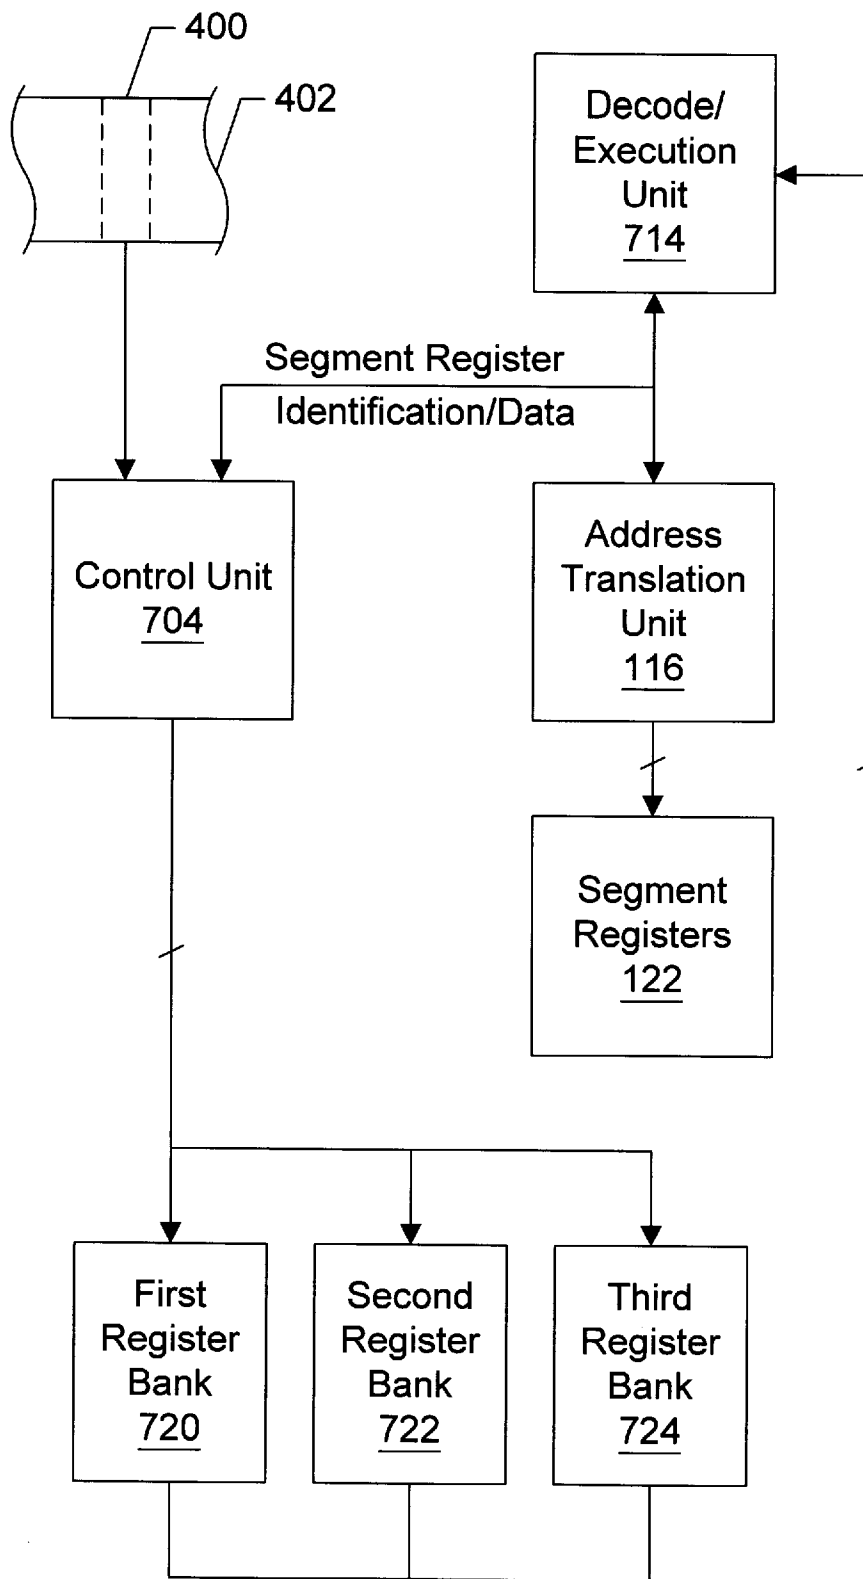 400
402
Decode/
Execution
Unit
714
Segment Register
Identification/Data
Control Unit
704
Address
Translation
Unit
116
Segment
Registers
122
First
Register
Bank
720
Second
Register
Bank
722
Third
Register
Bank
724